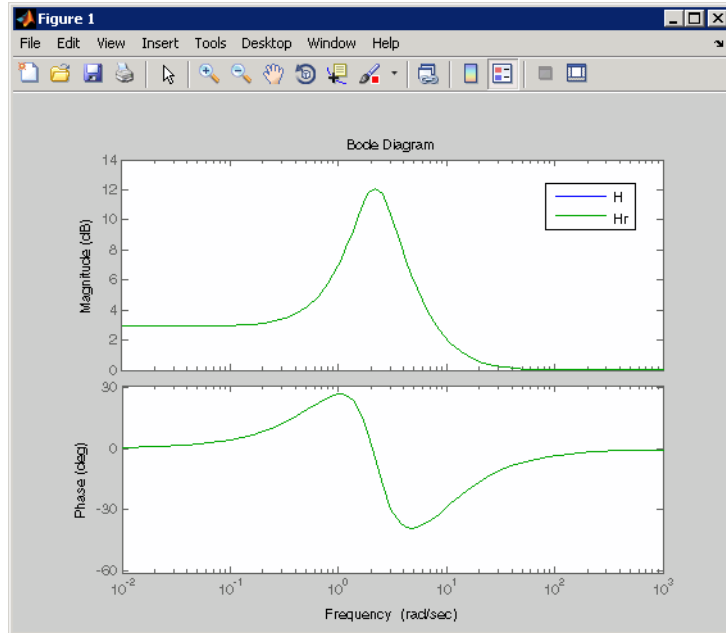 Figure 1
File Edit View Insert Tools Desktop Window Help
Bode Diagram
Magnitude (dB)
14
12
10
8
6
4
2
0
H
Hr
Phase (deg)
30
0
-30
-60
10^-2 10^-1 10^0 10^1 10^2 10^3
Frequency (rad/sec)